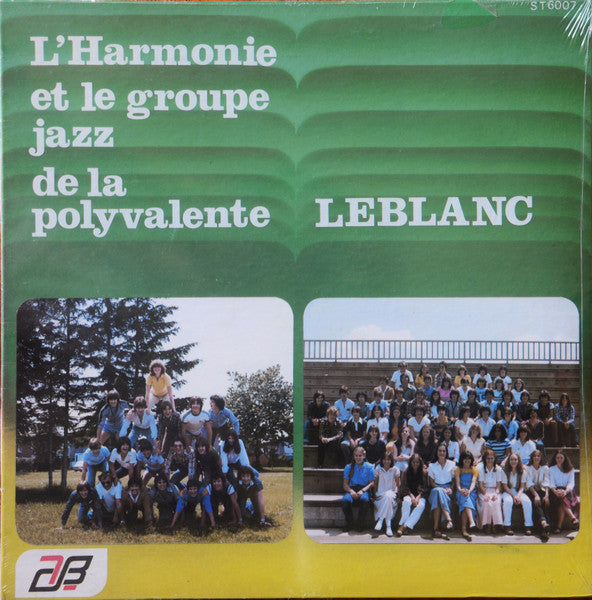 ST6007
L'Harmonie
et le groupe
jazz
de la
polyvalente LEBLANC